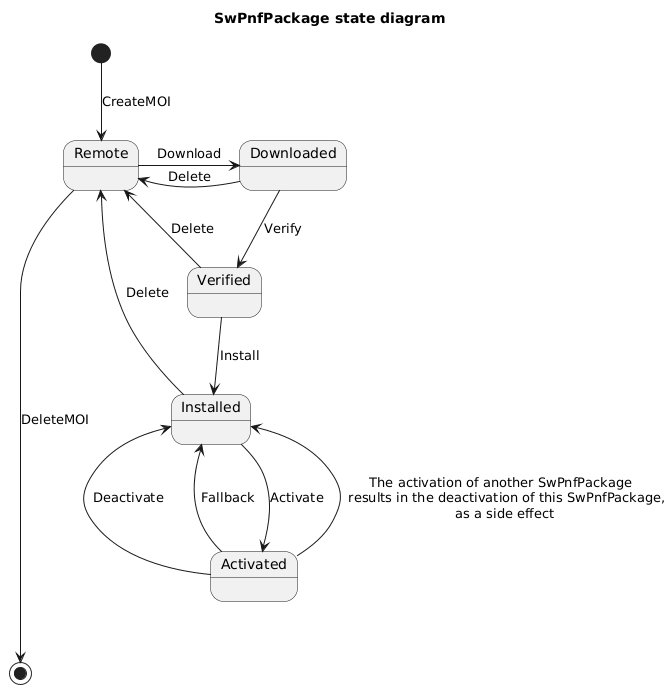 SwPnfPackage state diagram
CreateMOI
Remote
Download
Downloaded
Delete
Delete
Verify
Verified
Delete
Install
Installed
DeleteMOI
Deactivate
Fallback
Activate
The activation of another SwPnfPackage
results in the deactivation of this SwPnfPackage,
as a side effect
Activated